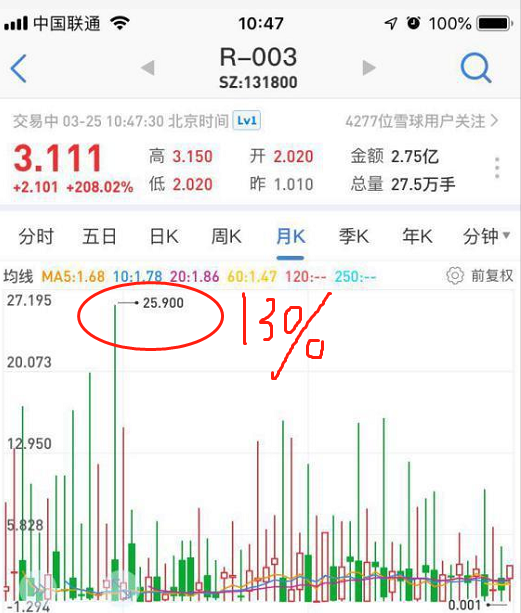 中国联通 10:47 100%
R-003
SZ:131800
交易中 03-25 10:47:30 北京时间 Lv1 4277位雪球用户关注
3.111 高 3.150 开 2.020 金额 2.75亿
+2.101 +208.02% 低 2.020 昨 1.010 总量 27.5万手
分时 五日 日K 周K 月K 季K 年K 分钟
均线 MA5:1.68 10:1.78 20:1.86 60:1.47 120:-- 250:-- 前复权
27.195
25.900
130%
20.073
12.950
5.828
-1.294
0.001